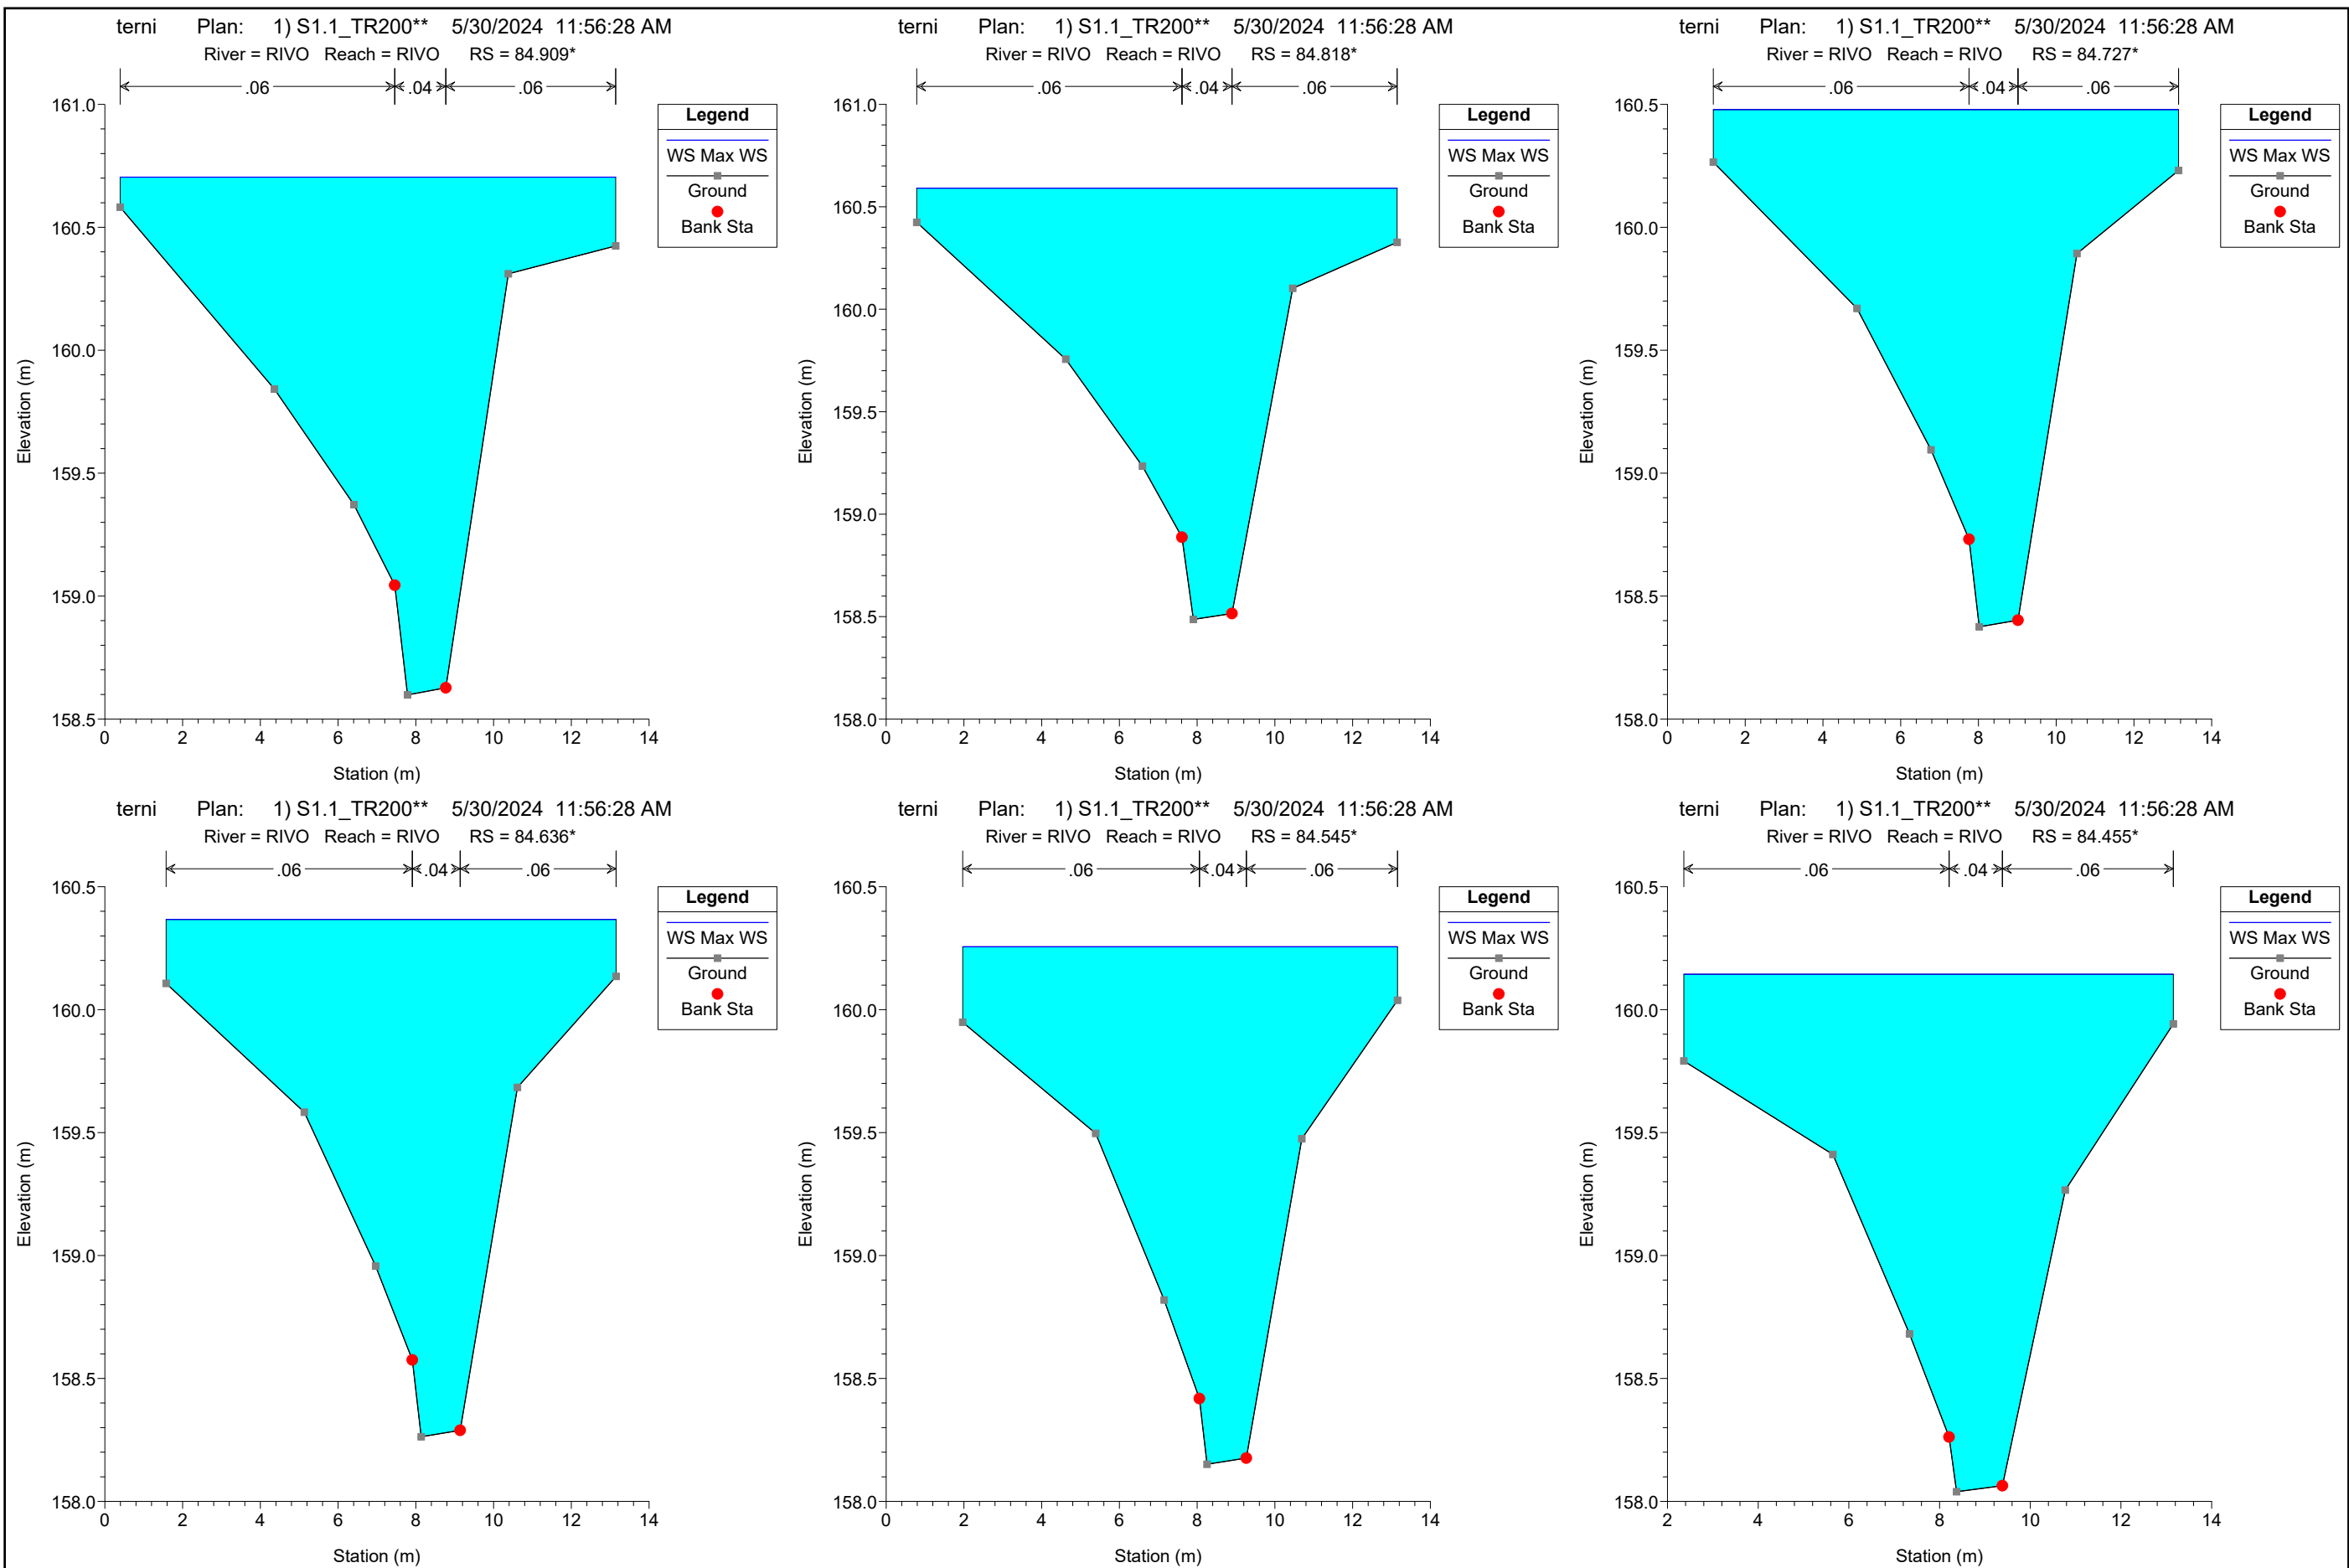 terni Plan: 1) S1.1_TR200** 5/30/2024 11:56:28 AM
River = RIVO Reach = RIVO RS = 84.909*
.06 .04 .06
161.0
160.5
160.0
159.5
159.0
158.5
0 2 4 6 8 10 12 14
Station (m)
Elevation (m)
Legend
WS Max WS
Ground
Bank Sta
terni Plan: 1) S1.1_TR200** 5/30/2024 11:56:28 AM
River = RIVO Reach = RIVO RS = 84.818*
.06 .04 .06
161.0
160.5
160.0
159.5
159.0
158.5
158.0
0 2 4 6 8 10 12 14
Station (m)
Elevation (m)
Legend
WS Max WS
Ground
Bank Sta
terni Plan: 1) S1.1_TR200** 5/30/2024 11:56:28 AM
River = RIVO Reach = RIVO RS = 84.727*
.06 .04 .06
160.5
160.0
159.5
159.0
158.5
158.0
0 2 4 6 8 10 12 14
Station (m)
Elevation (m)
Legend
WS Max WS
Ground
Bank Sta
terni Plan: 1) S1.1_TR200** 5/30/2024 11:56:28 AM
River = RIVO Reach = RIVO RS = 84.636*
.06 .04 .06
160.5
160.0
159.5
159.0
158.5
158.0
0 2 4 6 8 10 12 14
Station (m)
Elevation (m)
Legend
WS Max WS
Ground
Bank Sta
terni Plan: 1) S1.1_TR200** 5/30/2024 11:56:28 AM
River = RIVO Reach = RIVO RS = 84.545*
.06 .04 .06
160.5
160.0
159.5
159.0
158.5
158.0
0 2 4 6 8 10 12 14
Station (m)
Elevation (m)
Legend
WS Max WS
Ground
Bank Sta
terni Plan: 1) S1.1_TR200** 5/30/2024 11:56:28 AM
River = RIVO Reach = RIVO RS = 84.455*
.06 .04 .06
160.5
160.0
159.5
159.0
158.5
158.0
2 4 6 8 10 12 14
Station (m)
Elevation (m)
Legend
WS Max WS
Ground
Bank Sta